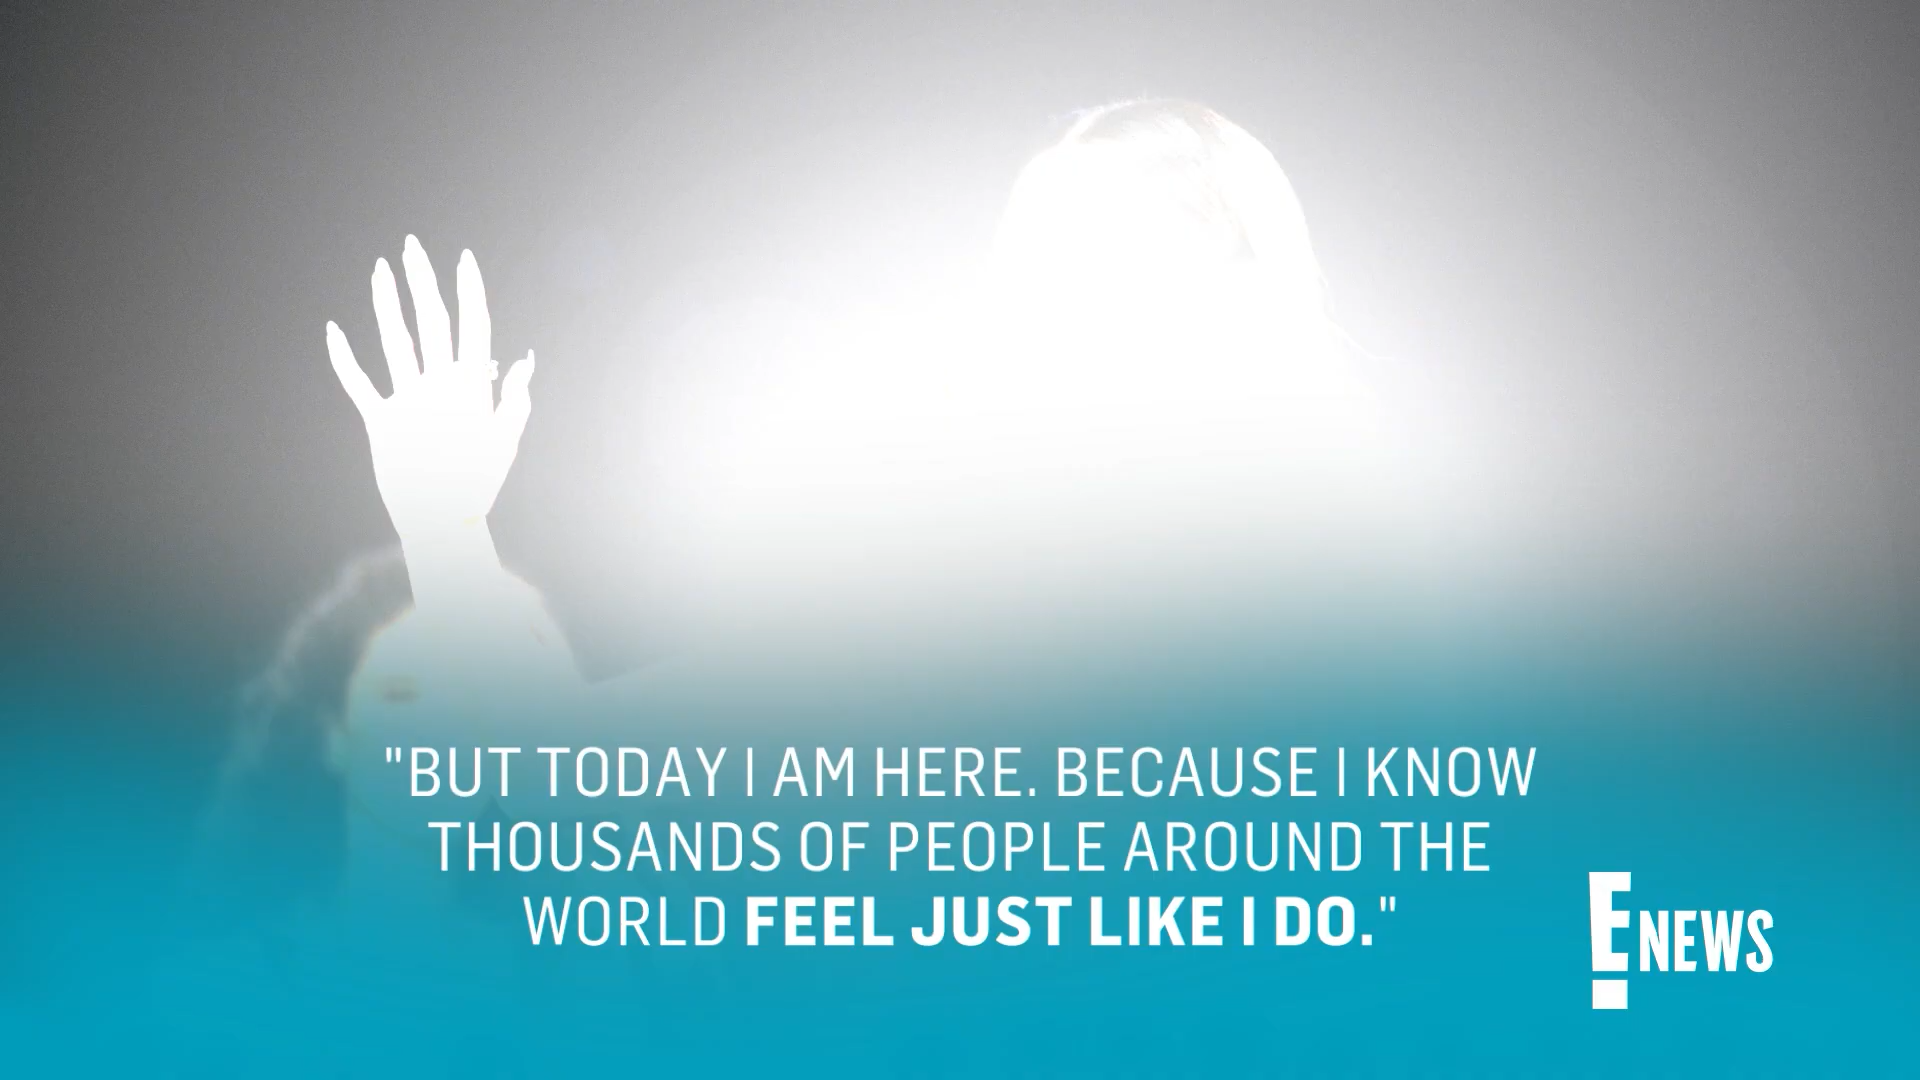 "BUT TODAY I AM HERE. BECAUSE I KNOW
THOUSANDS OF PEOPLE AROUND THE
WORLD FEEL JUST LIKE I DO."
E! NEWS